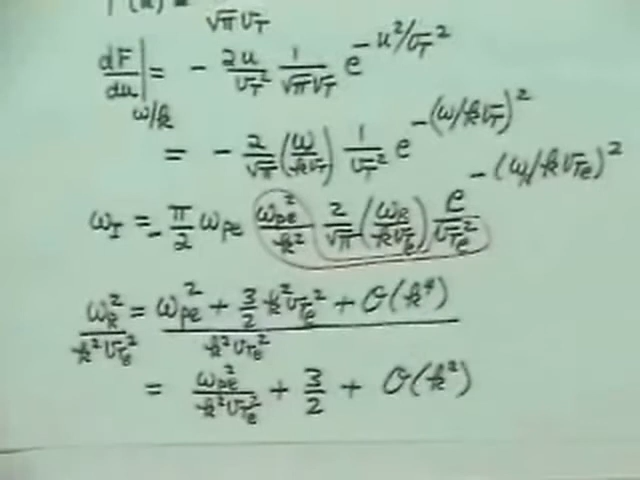 √π v_T
dF/du |_{ω/k} = - 2u/v_T² 1/(√π v_T) e^{-u²/v_T²}
= - 2/√π (ω/(k v_T)) 1/v_T² e^{-(ω/k v_T)²}
ω_I = - π/2 ω_pe ω_pe²/k² 2/√π (ω_R/(k v_Te)) e^{-(ω/k v_Te)²}/v_Te²
ω_R²/(k² v_Te²) = (ω_pe² + 3/2 k² v_Te² + O(k⁴))/(k² v_Te²)
= ω_pe²/(k² v_Te²) + 3/2 + O(k²)